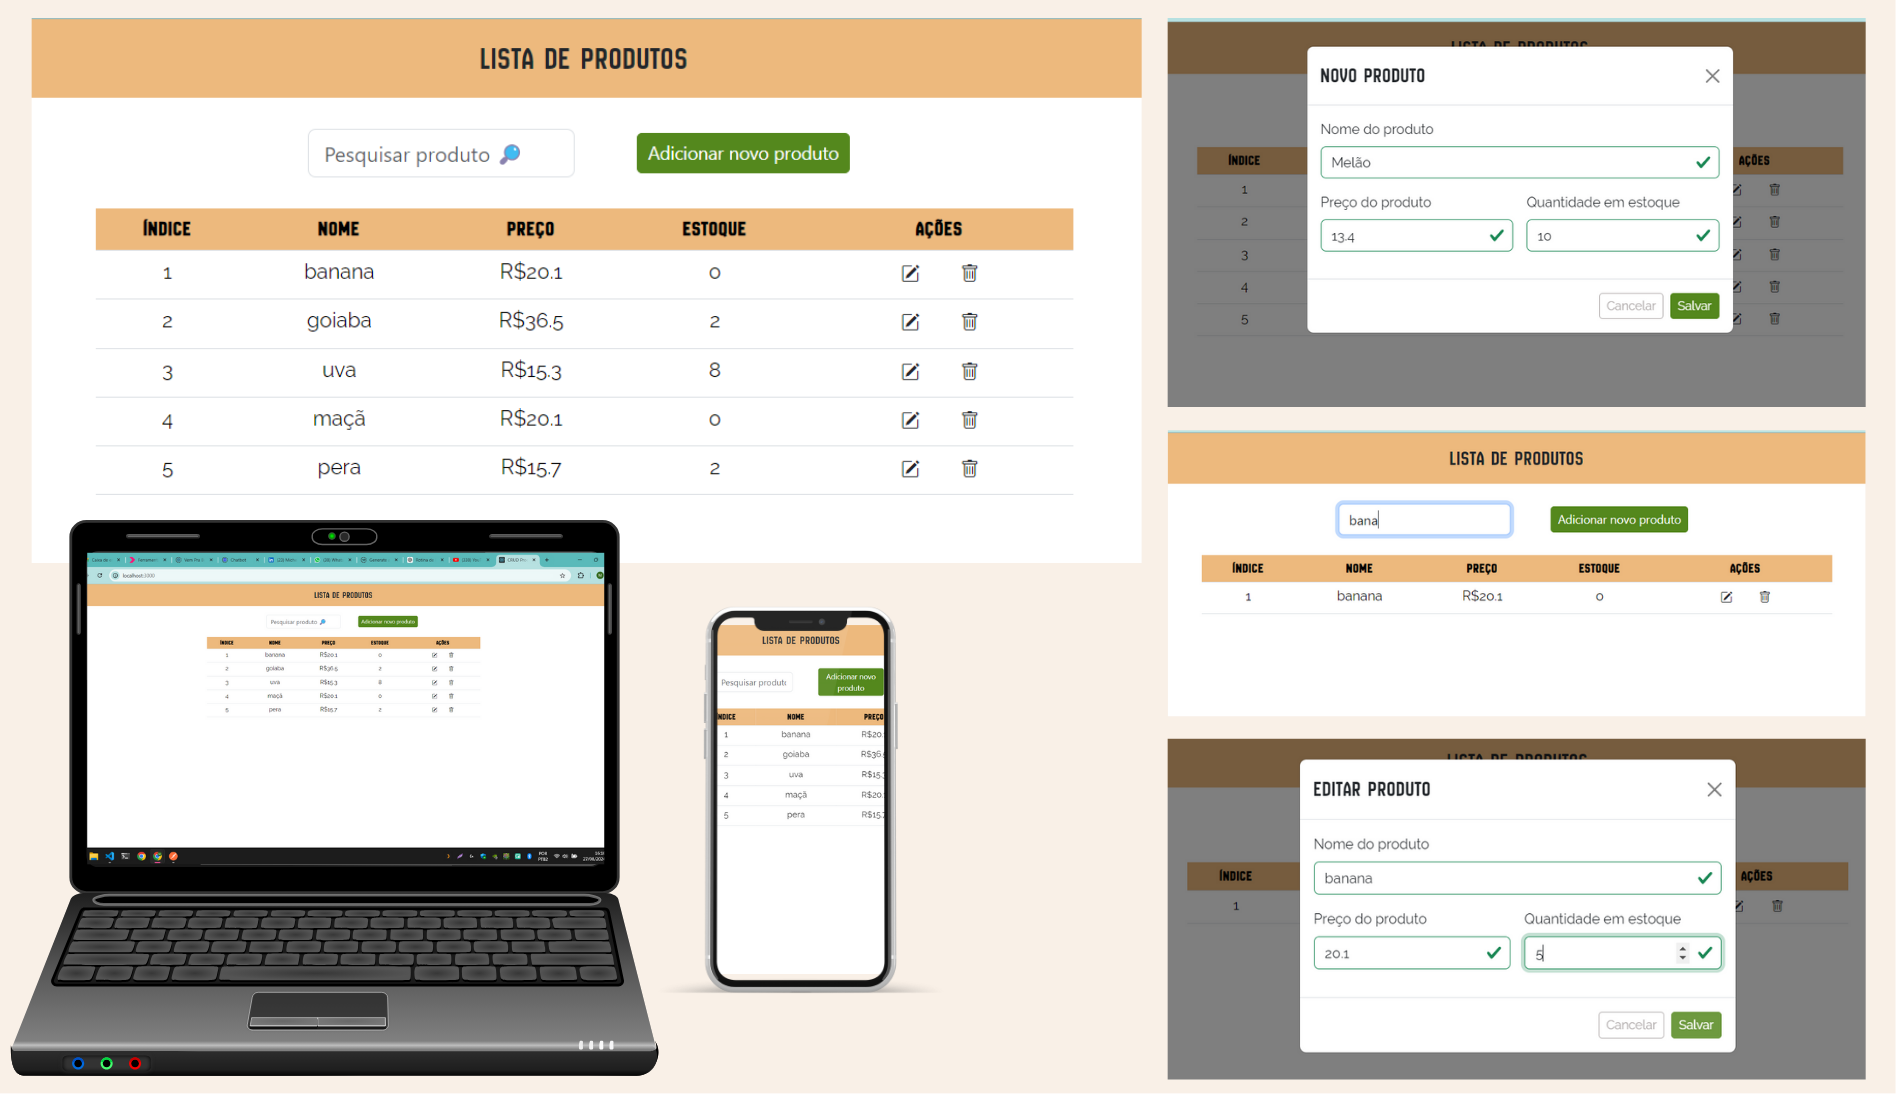 LISTA DE PRODUTOS
Pesquisar produto 🔎
Adicionar novo produto
ÍNDICE NOME PREÇO ESTOQUE AÇÕES
1 banana R$20.1 0
2 goiaba R$36.5 2
3 uva R$15.3 8
4 maçã R$20.1 0
5 pera R$15.7 2
NOVO PRODUTO
Nome do produto
Melão
Preço do produto Quantidade em estoque
13.4 10
Cancelar Salvar
ÍNDICE AÇÕES
1
2
3
4
5
LISTA DE PRODUTOS
bana
Adicionar novo produto
ÍNDICE NOME PREÇO ESTOQUE AÇÕES
1 banana R$20.1 0
EDITAR PRODUTO
Nome do produto
banana
Preço do produto Quantidade em estoque
20.1 5
Cancelar Salvar
ÍNDICE AÇÕES
1
localhost:3000
LISTA DE PRODUTOS
Pesquisar produto 🔎
Adicionar novo produto
ÍNDICE NOME PREÇO ESTOQUE AÇÕES
1 banana R$20.1 0
2 goiaba R$36.5 2
3 uva R$15.3 8
4 maçã R$20.1 0
5 pera R$15.7 2
POR
PTB2
LISTA DE PRODUTOS
Pesquisar produt
Adicionar novo
produto
NDICE NOME PREÇO
1 banana R$20.
2 goiaba R$36.5
3 uva R$15.
4 maçã R$20.
5 pera R$15.7